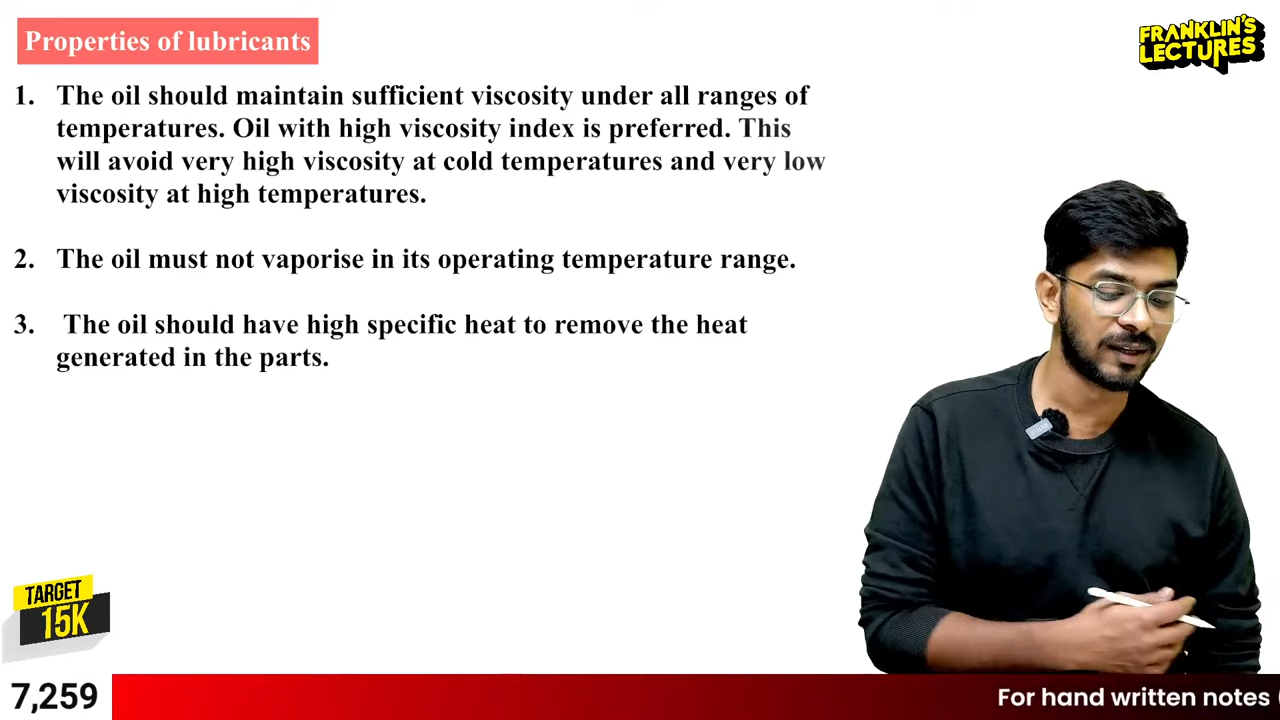 Properties of lubricants
FRANKLIN'S
LECTURES
1. The oil should maintain sufficient viscosity under all ranges of
temperatures. Oil with high viscosity index is preferred. This
will avoid very high viscosity at cold temperatures and very low
viscosity at high temperatures.
2. The oil must not vaporise in its operating temperature range.
3. The oil should have high specific heat to remove the heat
generated in the parts.
TARGET
15K
7,259
For hand written notes